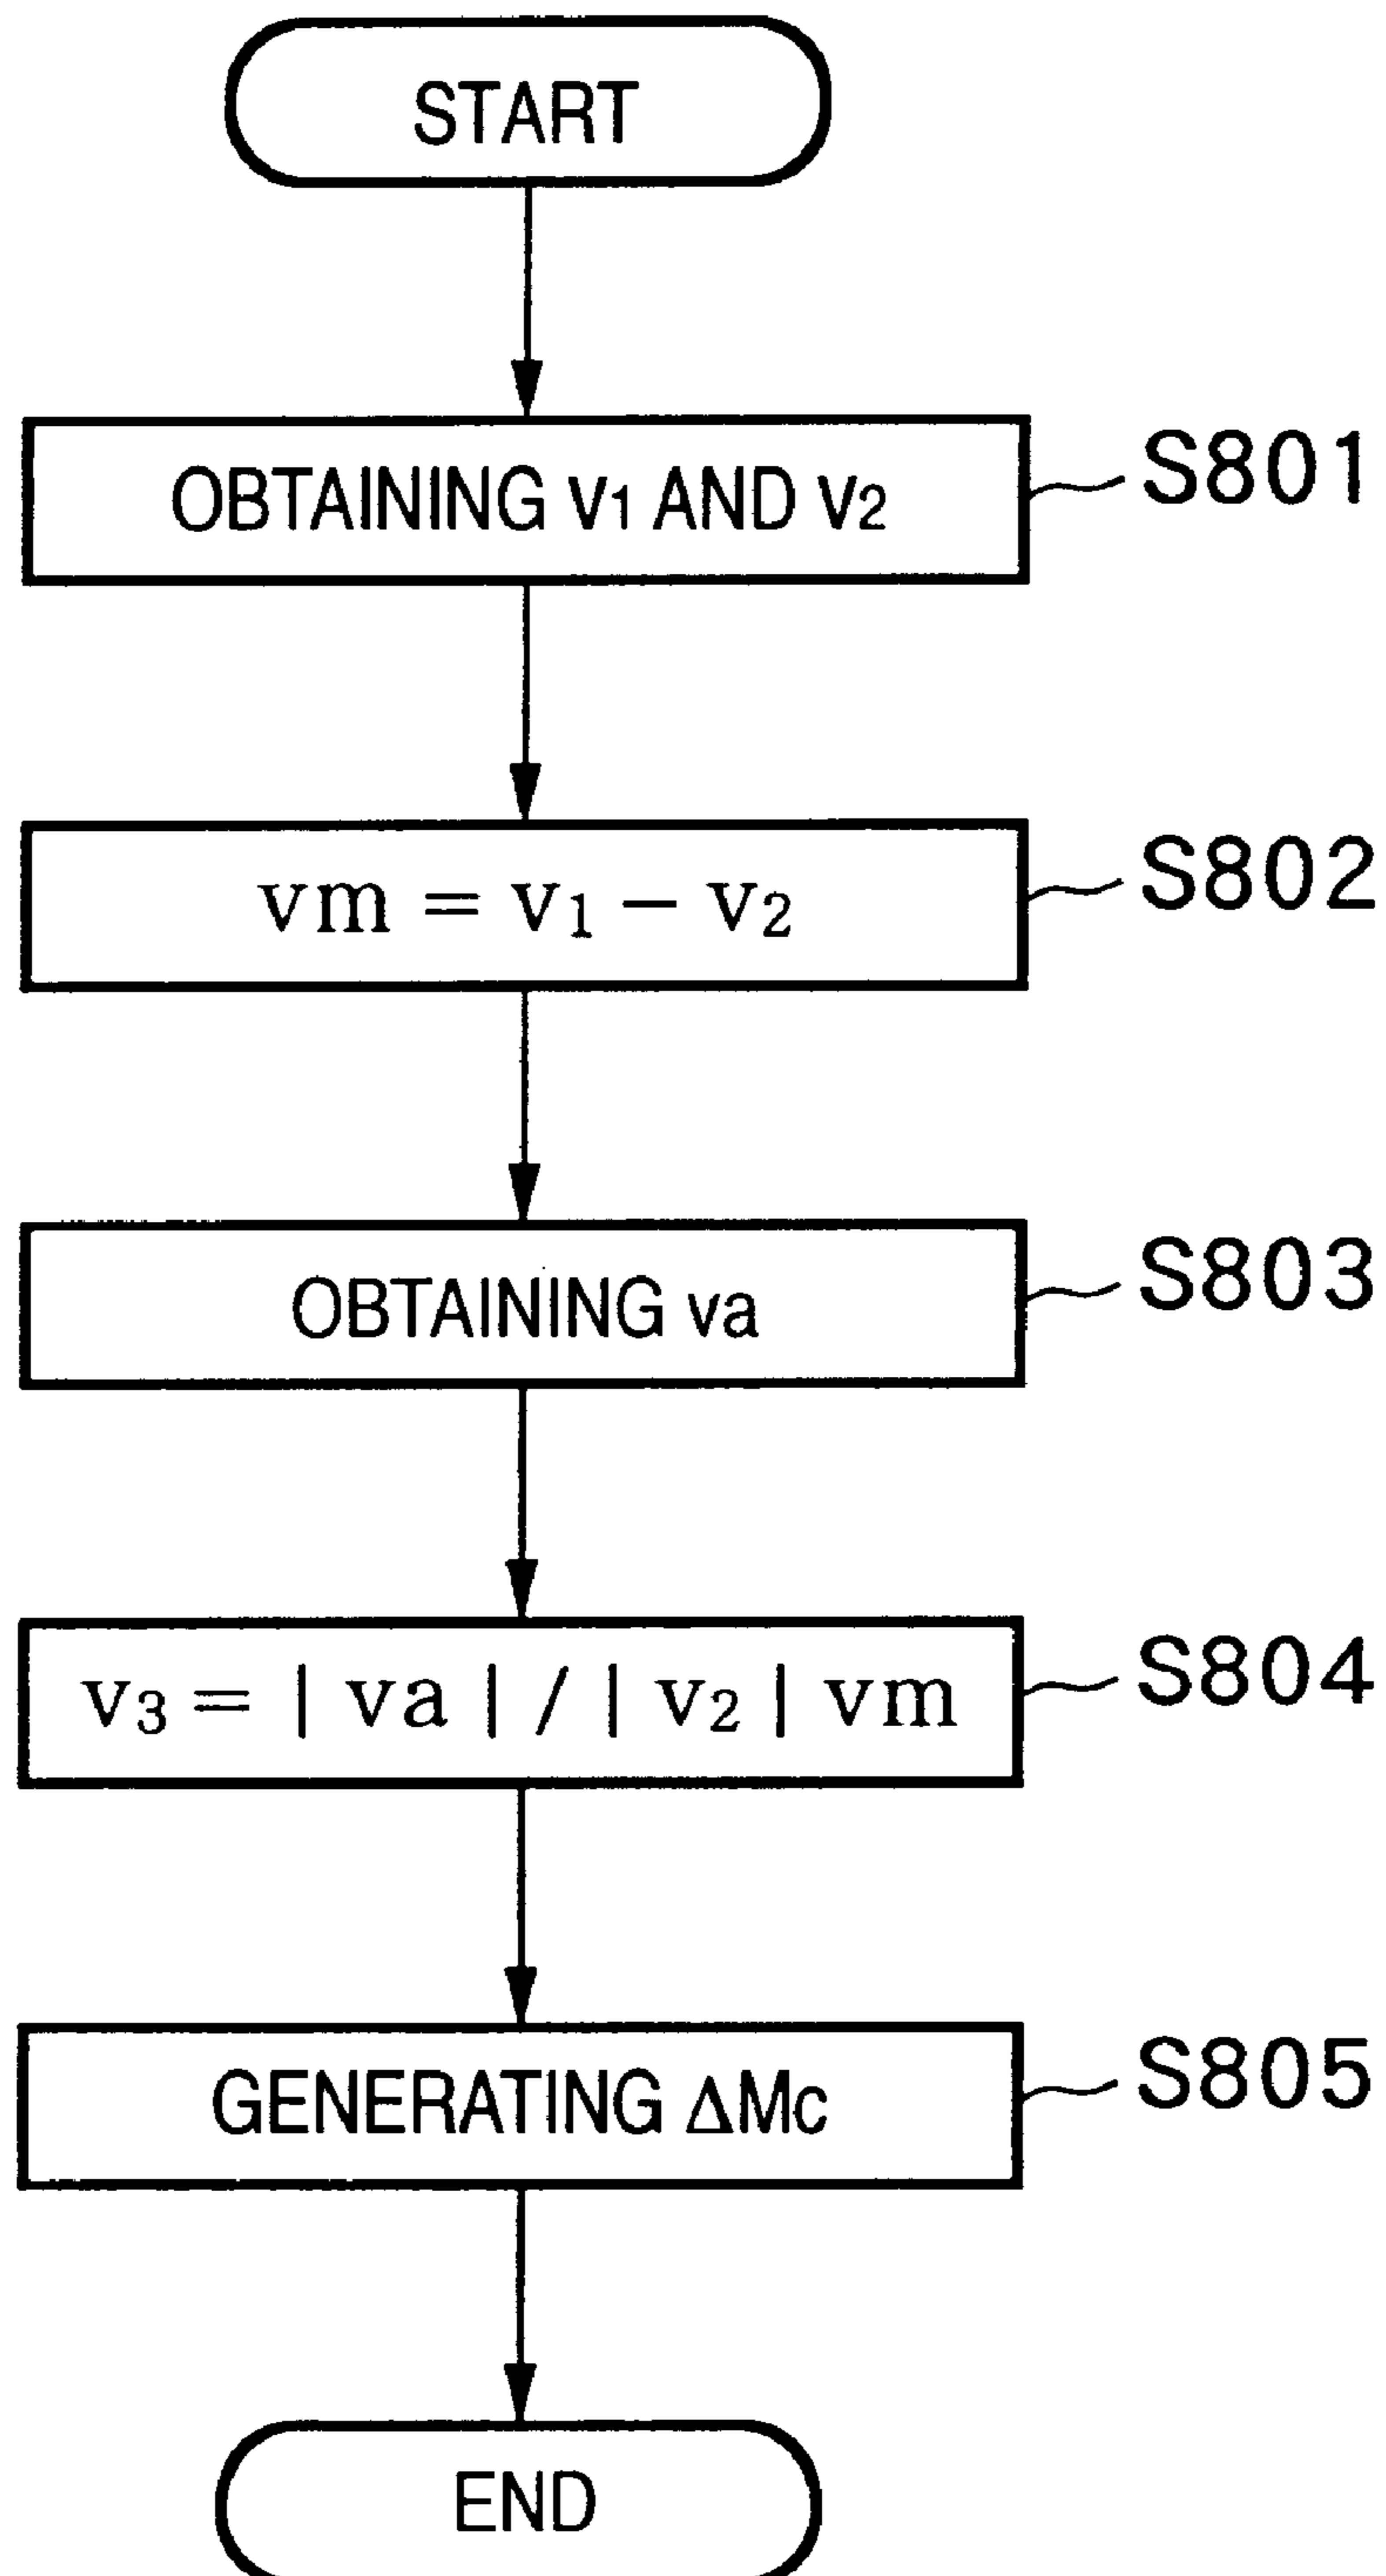 START
OBTAINING v1 AND v2
S801
vm = v1 − v2
S802
OBTAINING va
S803
v3 = | va | / | v2 | vm
S804
GENERATING ΔMc
S805
END